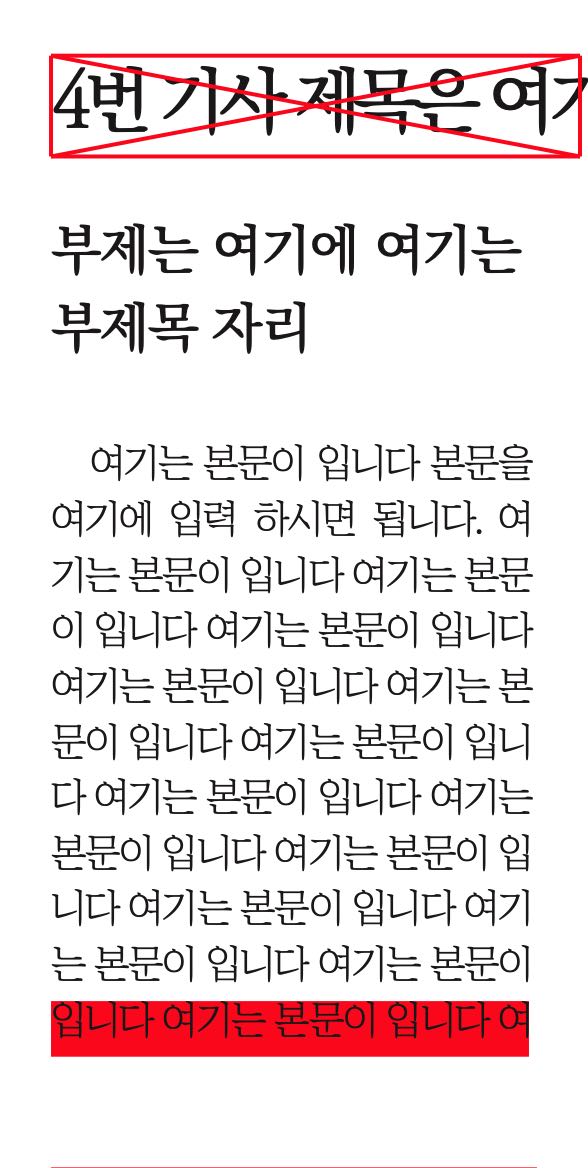 4번 기사 제목은 여
부제는 여기에 여기는
부제목 자리
여기는 본문이 입니다 본문을
여기에 입력 하시면 됩니다. 여
기는 본문이 입니다 여기는 본문
이 입니다 여기는 본문이 입니다
여기는 본문이 입니다 여기는 본
문이 입니다 여기는 본문이 입니
다 여기는 본문이 입니다 여기는
본문이 입니다 여기는 본문이 입
니다 여기는 본문이 입니다 여기
는 본문이 입니다 여기는 본문이
입니다 여기는 본문이 입니다 여